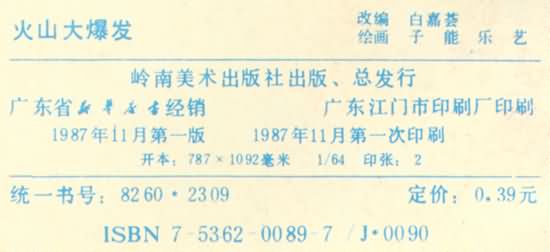 火山大爆发
改编 白嘉荟
绘画 子能乐艺
岭南美术出版社出版、总发行
广东省新华书店经销 广东江门市印刷厂印刷
1987年11月第一版 1987年11月第一次印刷
开本：787×1092毫米 1/64 印张：2
统一书号：8260·2309 定价：0.39元
ISBN 7-5362-0089-7/J·0090